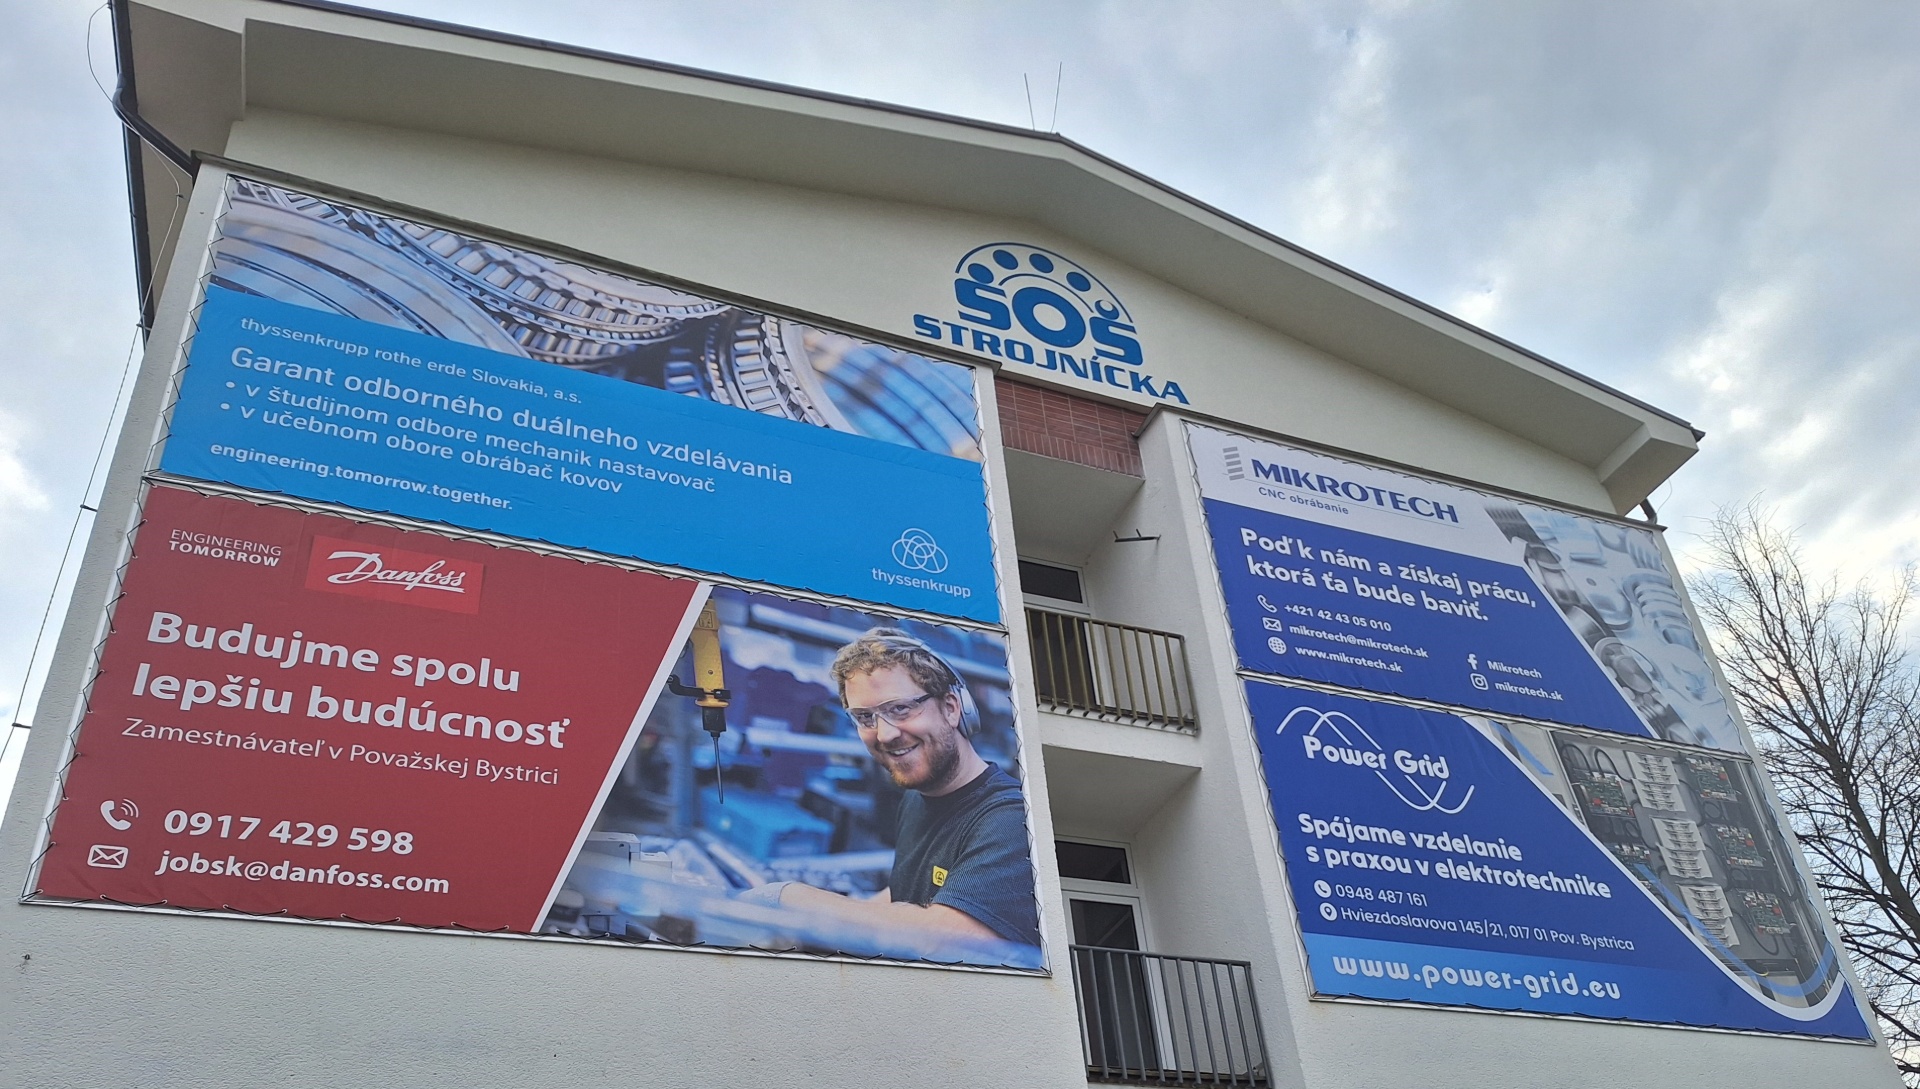 SOŠ
STROJNÍCKA
thyssenkrupp rothe erde Slovakia, a.s.
Garant odborného duálneho vzdelávania
• v študijnom odbore mechanik nastavovač
• v učebnom obore obrábač kovov
engineering.tomorrow.together.
thyssenkrupp
ENGINEERING
TOMORROW
Danfoss
Budujme spolu
lepšiu budúcnosť
Zamestnávateľ v Považskej Bystrici
0917 429 598
jobsk@danfoss.com
MIKROTECH
CNC obrábanie
Poď k nám a získaj prácu,
ktorá ťa bude baviť.
+421 42 43 05 010
mikrotech@mikrotech.sk
www.mikrotech.sk
Mikrotech
mikrotech.sk
Power Grid
Spájame vzdelanie
s praxou v elektrotechnike
0948 487 161
Hviezdoslavova 145/21, 017 01 Pov. Bystrica
www.power-grid.eu